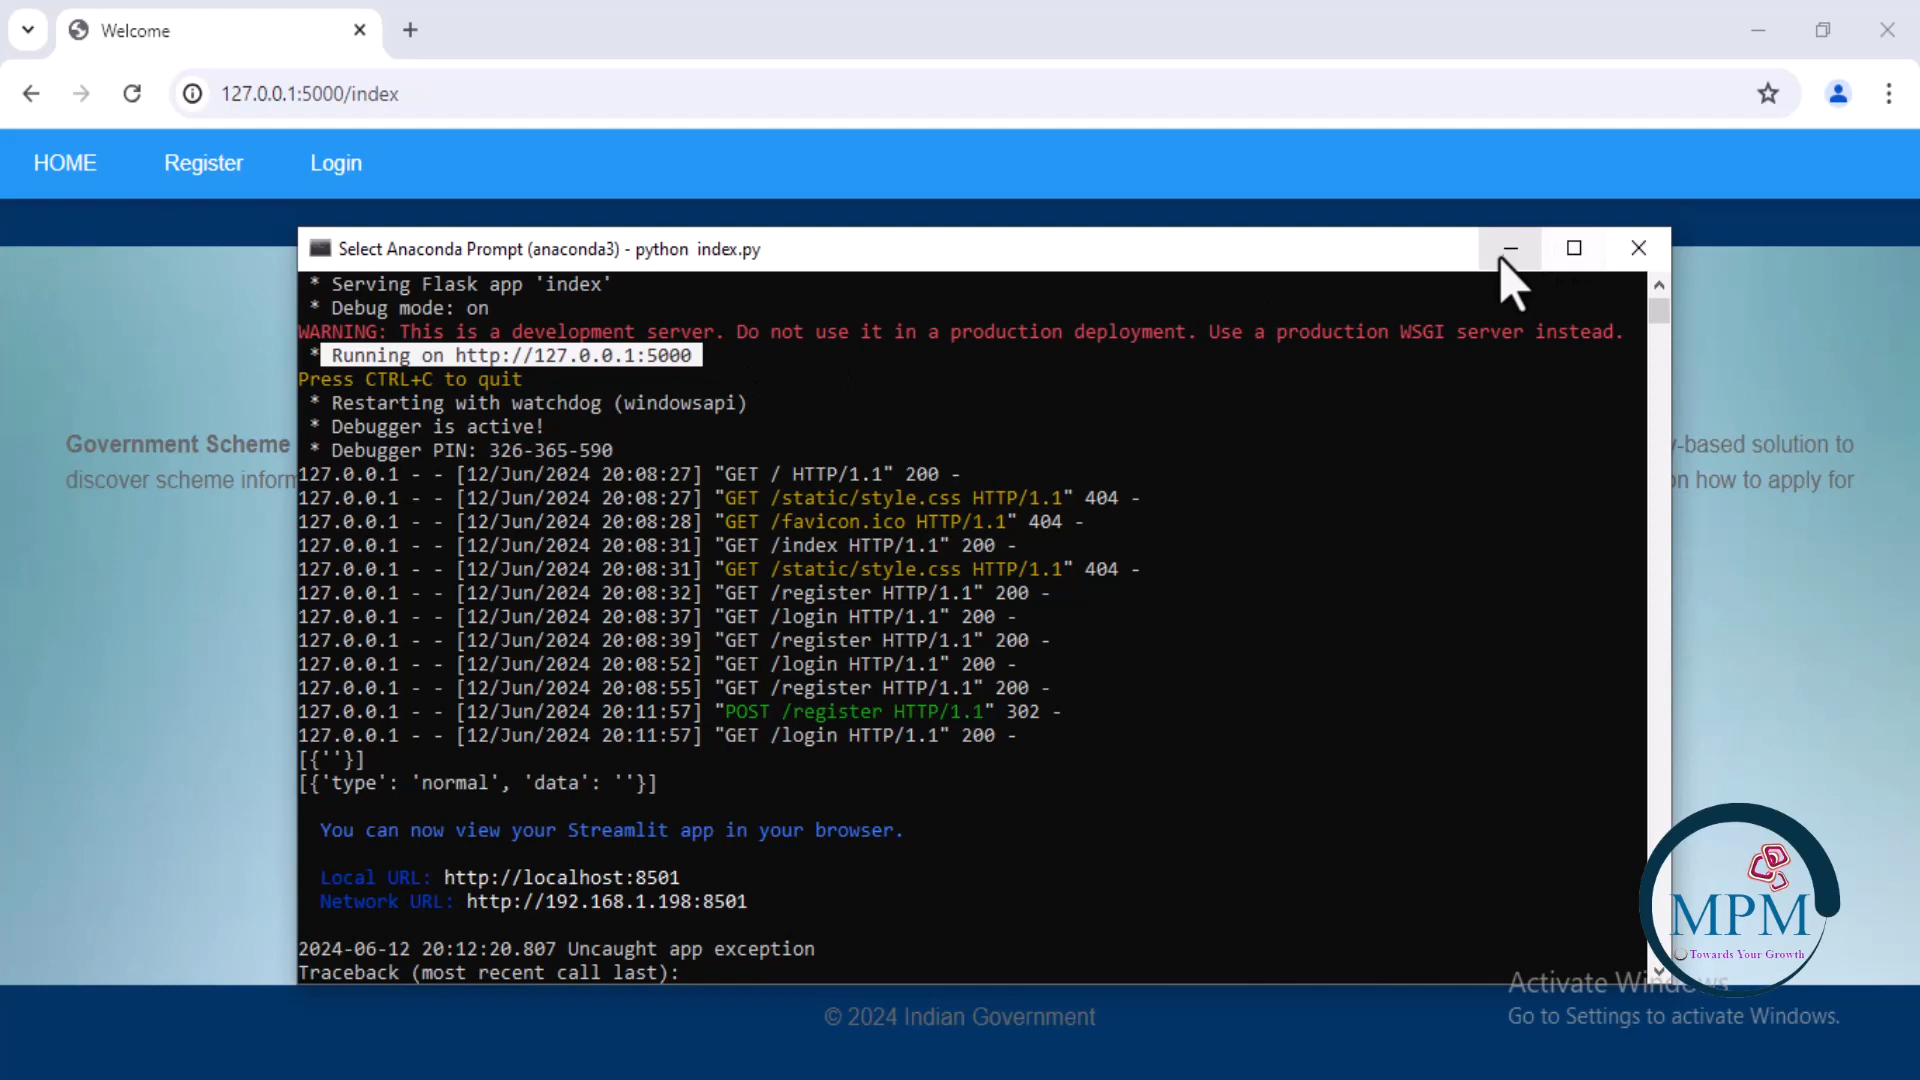 Welcome
127.0.0.1:5000/index
HOME Register Login
Select Anaconda Prompt (anaconda3) - python index.py
* Serving Flask app 'index'
* Debug mode: on
WARNING: This is a development server. Do not use it in a production deployment. Use a production WSGI server instead.
* Running on http://127.0.0.1:5000
Press CTRL+C to quit
* Restarting with watchdog (windowsapi)
* Debugger is active!
* Debugger PIN: 326-365-590
127.0.0.1 - - [12/Jun/2024 20:08:27] "GET / HTTP/1.1" 200 -
127.0.0.1 - - [12/Jun/2024 20:08:27] "GET /static/style.css HTTP/1.1" 404 -
127.0.0.1 - - [12/Jun/2024 20:08:28] "GET /favicon.ico HTTP/1.1" 404 -
127.0.0.1 - - [12/Jun/2024 20:08:31] "GET /index HTTP/1.1" 200 -
127.0.0.1 - - [12/Jun/2024 20:08:31] "GET /static/style.css HTTP/1.1" 404 -
127.0.0.1 - - [12/Jun/2024 20:08:32] "GET /register HTTP/1.1" 200 -
127.0.0.1 - - [12/Jun/2024 20:08:37] "GET /login HTTP/1.1" 200 -
127.0.0.1 - - [12/Jun/2024 20:08:39] "GET /register HTTP/1.1" 200 -
127.0.0.1 - - [12/Jun/2024 20:08:52] "GET /login HTTP/1.1" 200 -
127.0.0.1 - - [12/Jun/2024 20:08:55] "GET /register HTTP/1.1" 200 -
127.0.0.1 - - [12/Jun/2024 20:11:57] "POST /register HTTP/1.1" 302 -
127.0.0.1 - - [12/Jun/2024 20:11:57] "GET /login HTTP/1.1" 200 -
[{''}]
[{'type': 'normal', 'data': ''}]
You can now view your Streamlit app in your browser.
Local URL: http://localhost:8501
Network URL: http://192.168.1.198:8501
2024-06-12 20:12:20.807 Uncaught app exception
Traceback (most recent call last):
Government Scheme
-based solution to
discover scheme inform
on how to apply for
MPM
Towards Your Growth
Activate Windows
Go to Settings to activate Windows.
© 2024 Indian Government